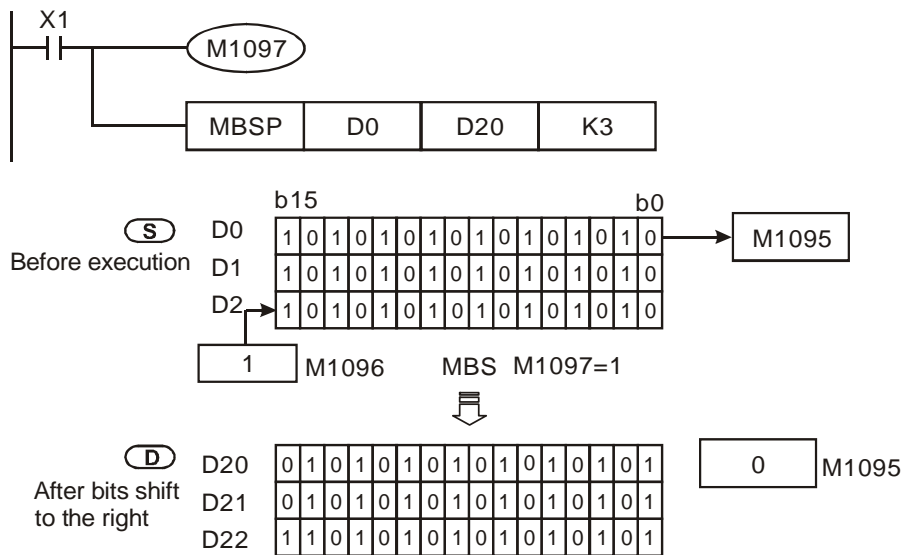 X1
M1097
MBSP D0 D20 K3
b15 b0
S D0 1 0 1 0 1 0 1 0 1 0 1 0 1 0 1 0 M1095
Before execution D1 1 0 1 0 1 0 1 0 1 0 1 0 1 0 1 0
D2 1 0 1 0 1 0 1 0 1 0 1 0 1 0 1 0
1 M1096 MBS M1097=1
D D20 0 1 0 1 0 1 0 1 0 1 0 1 0 1 0 1 0 M1095
After bits shift D21 0 1 0 1 0 1 0 1 0 1 0 1 0 1 0 1
to the right D22 1 1 0 1 0 1 0 1 0 1 0 1 0 1 0 1